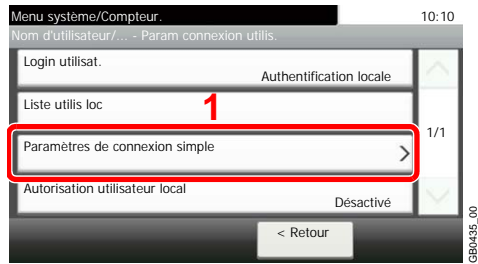 Menu système/Compteur. 10:10
Nom d'utilisateur/... - Param connexion utilis.
Login utilisat.
Authentification locale
Liste utilis loc
1
1/1
Paramètres de connexion simple
Autorisation utilisateur local
Désactivé
< Retour
GB0435_00